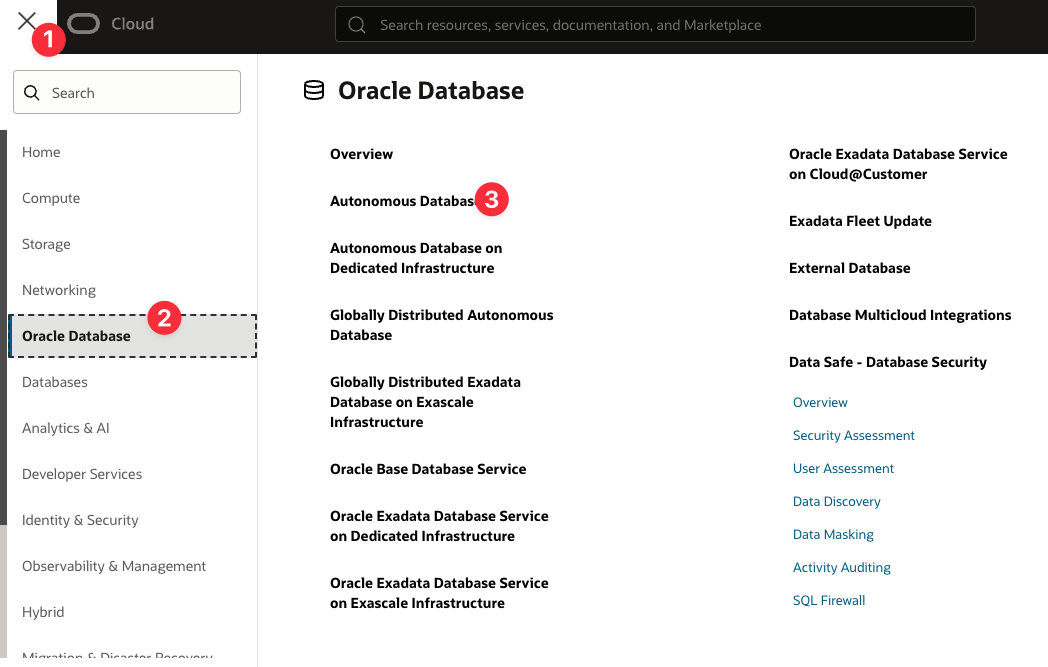 Cloud
Search resources, services, documentation, and Marketplace
1
Search
Home
Compute
Storage
Networking
2
Oracle Database
Databases
Analytics & AI
Developer Services
Identity & Security
Observability & Management
Hybrid
Migration & Disaster Recovery
Oracle Database
Overview
Autonomous Databas
3
Autonomous Database on
Dedicated Infrastructure
Globally Distributed Autonomous
Database
Globally Distributed Exadata
Database on Exascale
Infrastructure
Oracle Base Database Service
Oracle Exadata Database Service
on Dedicated Infrastructure
Oracle Exadata Database Service
on Exascale Infrastructure
Oracle Exadata Database Service
on Cloud@Customer
Exadata Fleet Update
External Database
Database Multicloud Integrations
Data Safe - Database Security
Overview
Security Assessment
User Assessment
Data Discovery
Data Masking
Activity Auditing
SQL Firewall